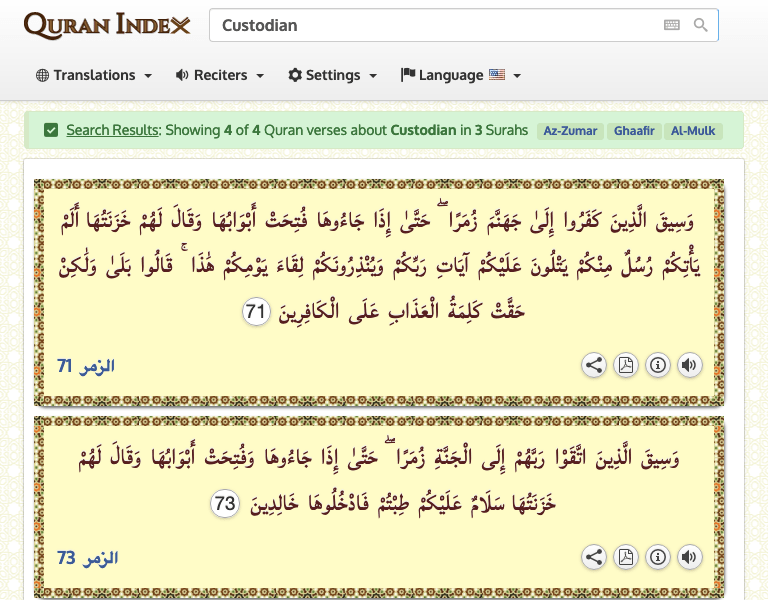 QURAN INDEX
Custodian
Translations
Reciters
Settings
Language
Search Results: Showing 4 of 4 Quran verses about Custodian in 3 Surahs Az-Zumar Ghaafir Al-Mulk
وَسِيقَ الَّذِينَ كَفَرُوا إِلَىٰ جَهَنَّمَ زُمَرًا ۖ حَتَّىٰ إِذَا جَاءُوهَا فُتِحَتْ أَبْوَابُهَا وَقَالَ لَهُمْ خَزَنَتُهَا أَلَمْ
يَأْتِكُمْ رُسُلٌ مِنْكُمْ يَتْلُونَ عَلَيْكُمْ آيَاتِ رَبِّكُمْ وَيُنْذِرُونَكُمْ لِقَاءَ يَوْمِكُمْ هَٰذَا ۚ قَالُوا بَلَىٰ وَلَٰكِنْ
حَقَّتْ كَلِمَةُ الْعَذَابِ عَلَى الْكَافِرِينَ 71
الزمر 71
وَسِيقَ الَّذِينَ اتَّقَوْا رَبَّهُمْ إِلَى الْجَنَّةِ زُمَرًا ۖ حَتَّىٰ إِذَا جَاءُوهَا وَفُتِحَتْ أَبْوَابُهَا وَقَالَ لَهُمْ
خَزَنَتُهَا سَلَامٌ عَلَيْكُمْ طِبْتُمْ فَادْخُلُوهَا خَالِدِينَ 73
الزمر 73